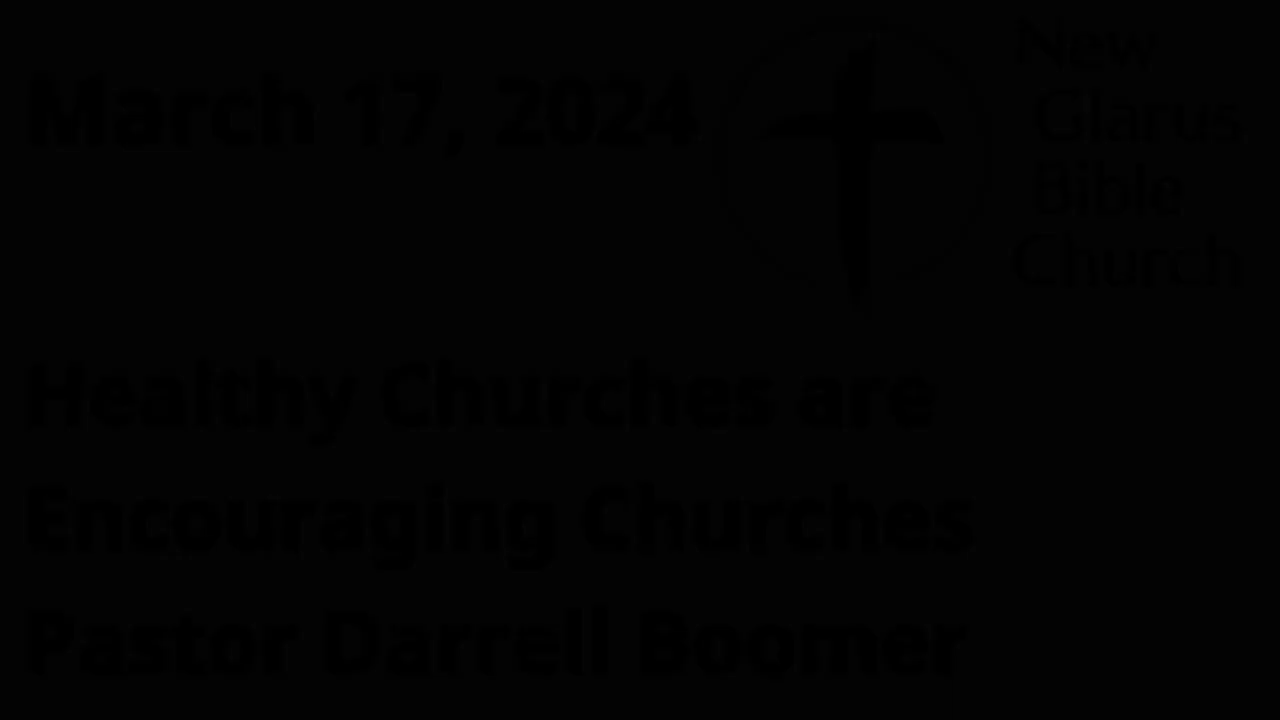 March 17, 2024
New
Glarus
Bible
Church
Healthy Churches are
Encouraging Churches
Pastor Darrell Boomer